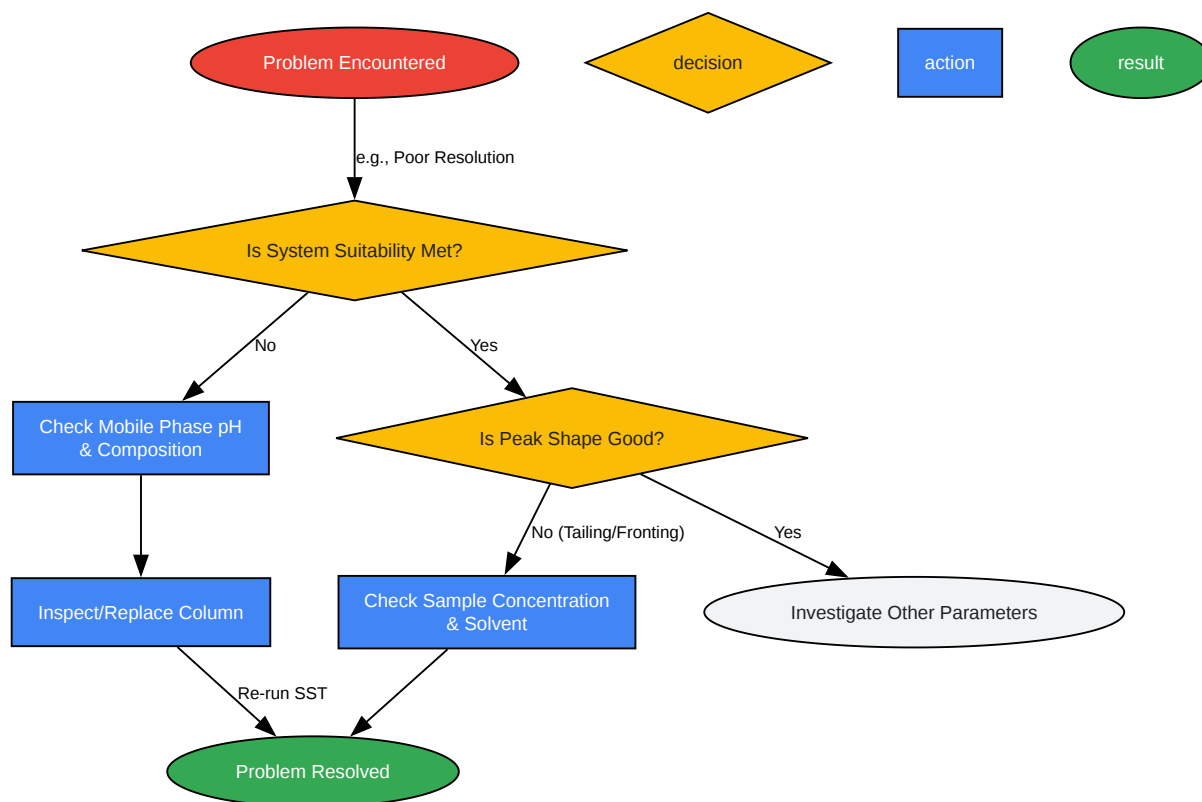 Problem Encountered
decision
action
result
e.g., Poor Resolution
Is System Suitability Met?
No
Yes
Check Mobile Phase pH
& Composition
Is Peak Shape Good?
No (Tailing/Fronting)
Yes
Inspect/Replace Column
Check Sample Concentration
& Solvent
Investigate Other Parameters
Re-run SST
Problem Resolved